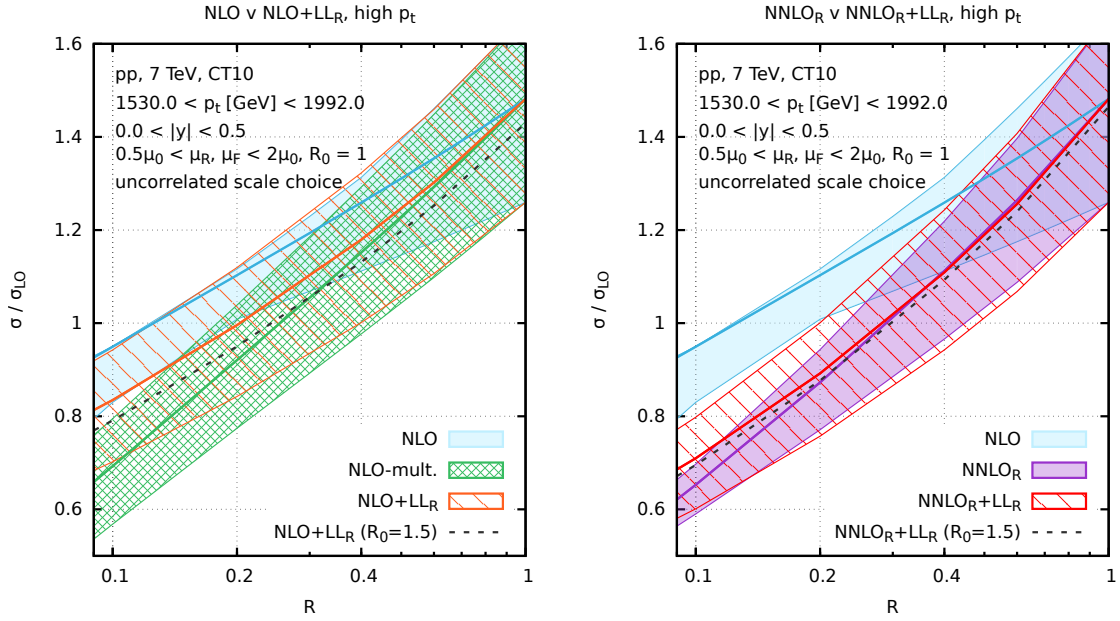 NLO v NLO+LL_R, high p_t
pp, 7 TeV, CT10
1530.0 < p_t [GeV] < 1992.0
0.0 < |y| < 0.5
0.5μ_0 < μ_R, μ_F < 2μ_0, R_0 = 1
uncorrelated scale choice
σ / σ_LO
1.6
1.4
1.2
1
0.8
0.6
NLO
NLO-mult.
NLO+LL_R
NLO+LL_R (R_0=1.5)
0.1
0.2
0.4
1
R
NNLO_R v NNLO_R+LL_R, high p_t
pp, 7 TeV, CT10
1530.0 < p_t [GeV] < 1992.0
0.0 < |y| < 0.5
0.5μ_0 < μ_R, μ_F < 2μ_0, R_0 = 1
uncorrelated scale choice
σ / σ_LO
1.6
1.4
1.2
1
0.8
0.6
NLO
NNLO_R
NNLO_R+LL_R
NNLO_R+LL_R (R_0=1.5)
0.1
0.2
0.4
1
R